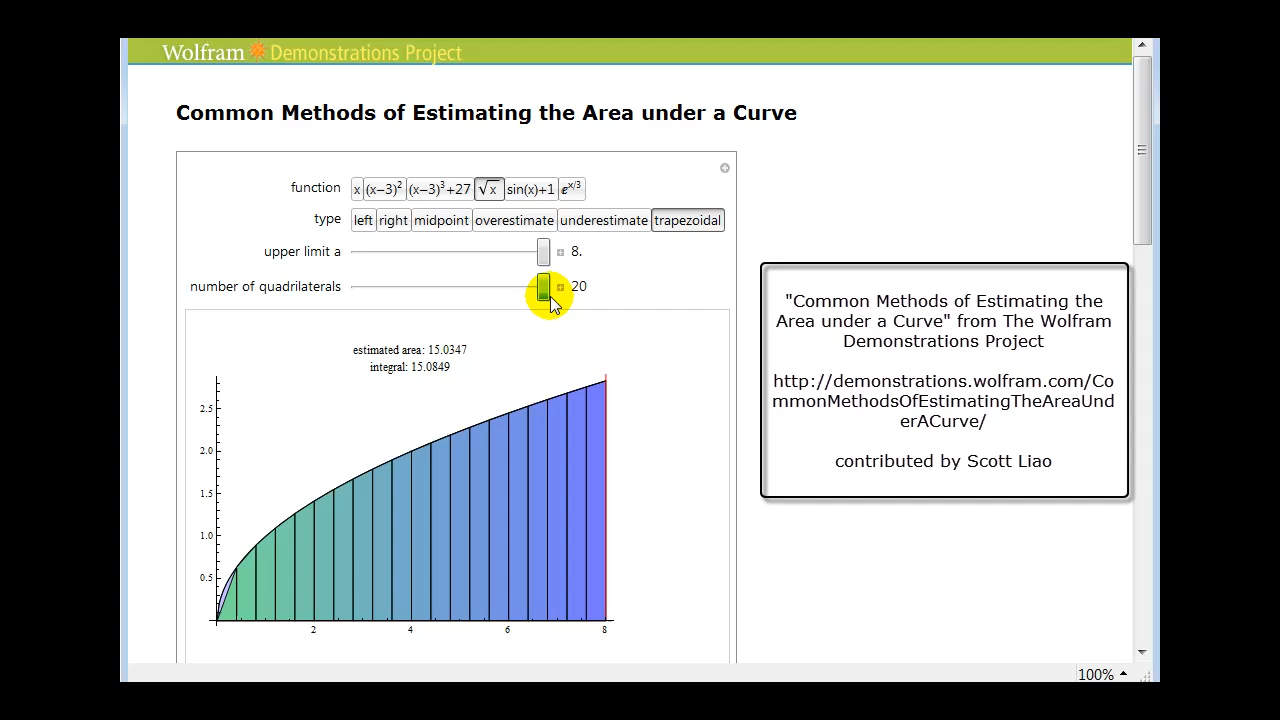 Wolfram Demonstrations Project
Common Methods of Estimating the Area under a Curve
function x (x−3)² (x−3)³+27 √x sin(x)+1 e^(x/3)
type left right midpoint overestimate underestimate trapezoidal
upper limit a 8.
number of quadrilaterals 20
estimated area: 15.0347
integral: 15.0849
2.5
2.0
1.5
1.0
0.5
2 4 6 8
"Common Methods of Estimating the
Area under a Curve" from The Wolfram
Demonstrations Project
http://demonstrations.wolfram.com/Co
mmonMethodsOfEstimatingTheAreaUnd
erACurve/
contributed by Scott Liao
100%